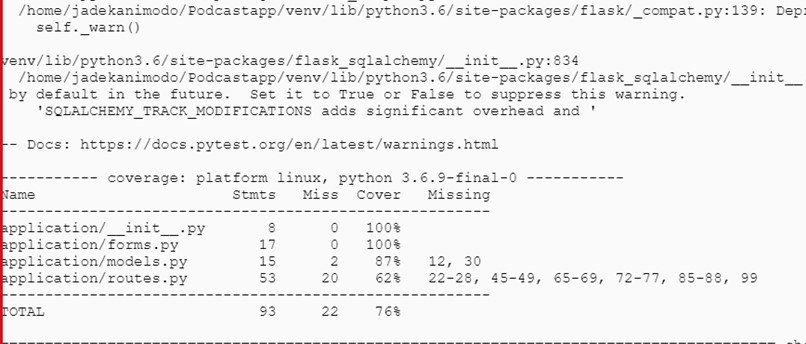 /home/jadekanimodo/Podcastapp/venv/lib/python3.6/site-packages/flask/_compat.py:139: Depr
self._warn()
venv/lib/python3.6/site-packages/flask_sqlalchemy/__init__.py:834
/home/jadekanimodo/Podcastapp/venv/lib/python3.6/site-packages/flask_sqlalchemy/__init__
by default in the future.  Set it to True or False to suppress this warning.
'SQLALCHEMY_TRACK_MODIFICATIONS adds significant overhead and '
-- Docs: https://docs.pytest.org/en/latest/warnings.html
----------- coverage: platform linux, python 3.6.9-final-0 -----------
Name Stmts Miss Cover Missing
--------------------------------------------------------
application/__init__.py 8 0 100%
application/forms.py 17 0 100%
application/models.py 15 2 87% 12, 30
application/routes.py 53 20 62% 22-28, 45-49, 65-69, 72-77, 85-88, 99
--------------------------------------------------------
TOTAL 93 22 76%